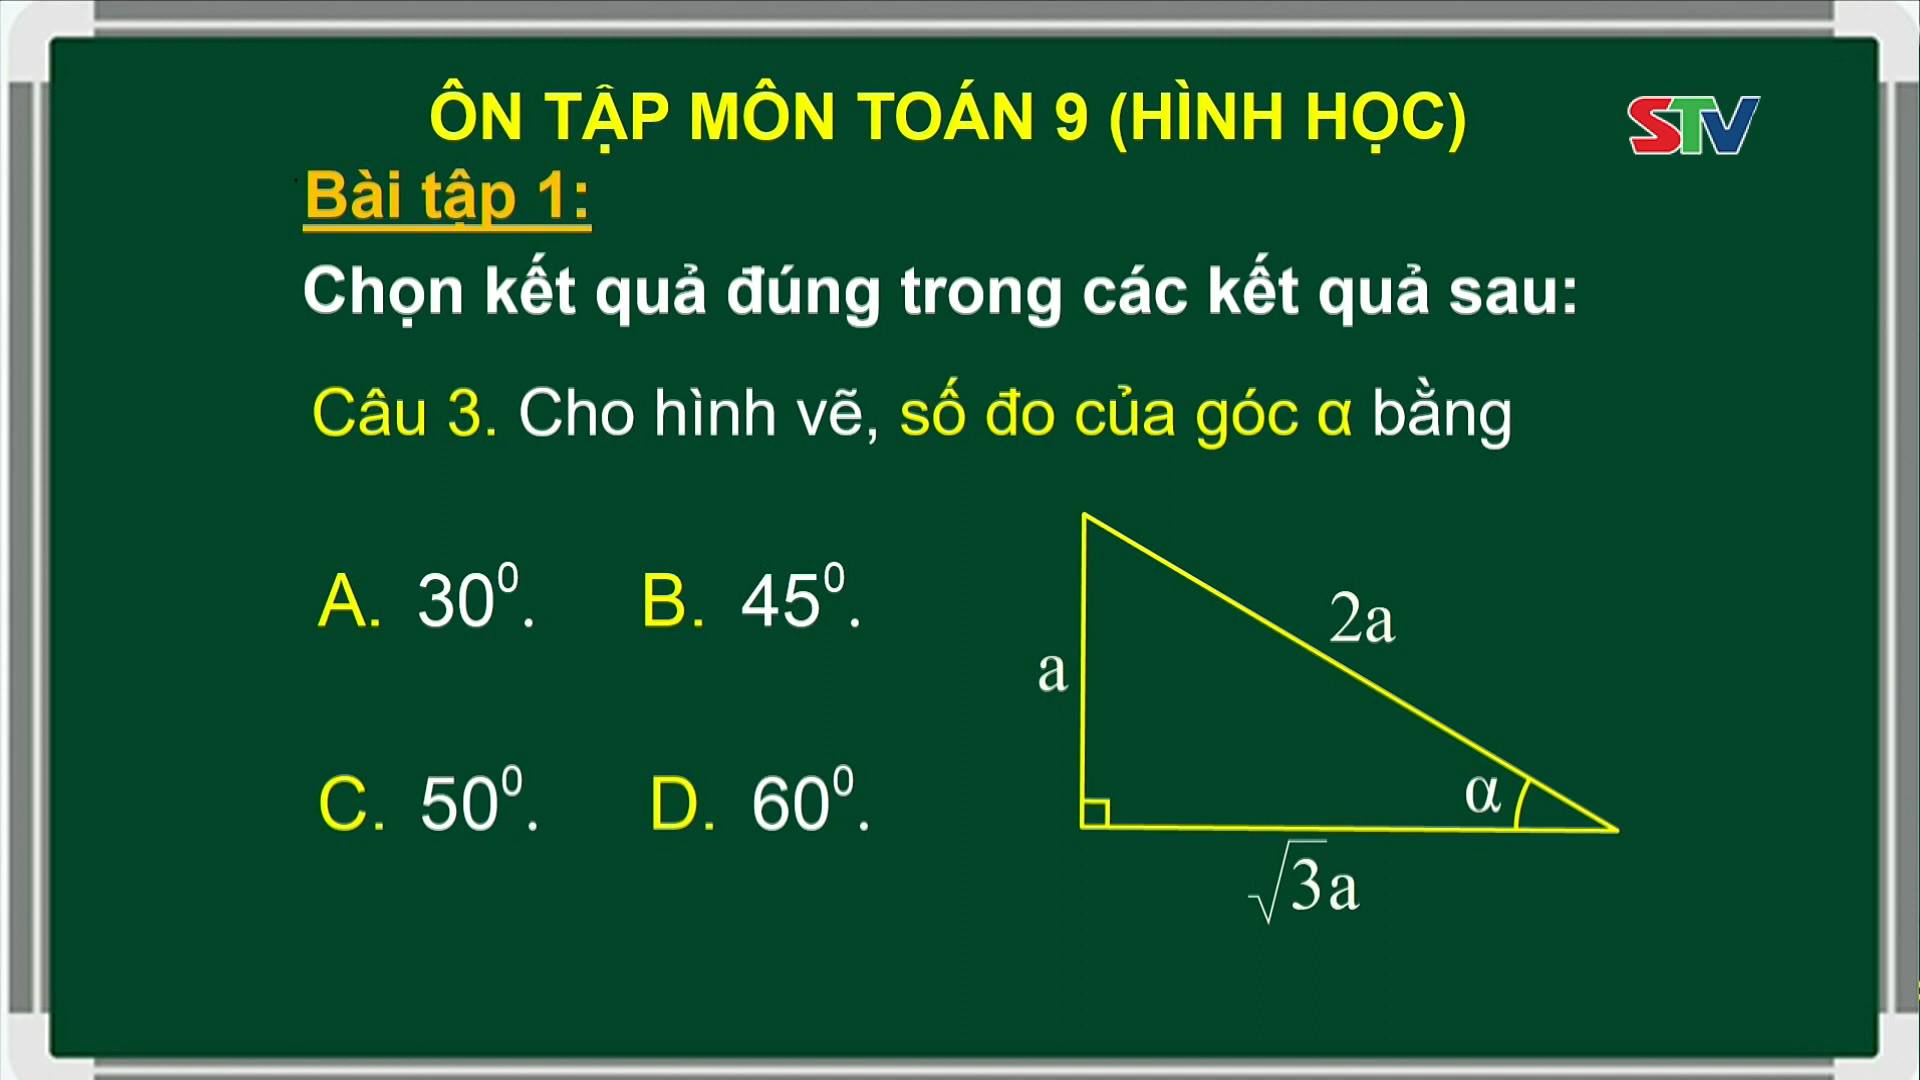 ÔN TẬP MÔN TOÁN 9 (HÌNH HỌC)
STV
Bài tập 1:
Chọn kết quả đúng trong các kết quả sau:
Câu 3. Cho hình vẽ, số đo của góc α bằng
A. 30⁰. B. 45⁰.
2a
a
C. 50⁰. D. 60⁰.
α
√3a